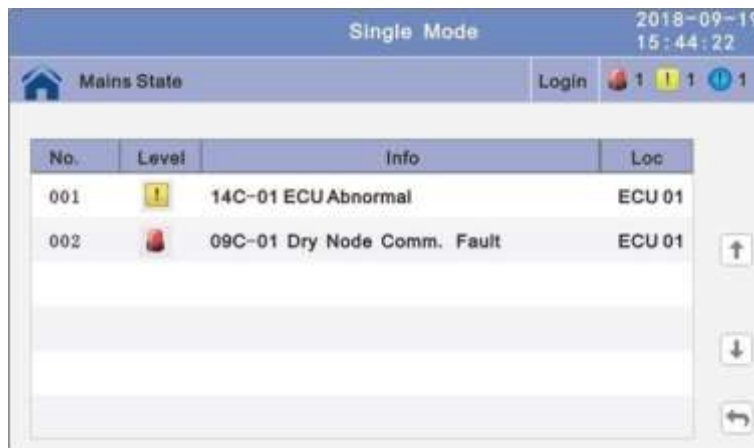 Single Mode
2018-09-19
15:44:22
Mains State Login 1 1 1
No. Level Info Loc
001 14C-01 ECU Abnormal ECU 01
002 09C-01 Dry Node Comm. Fault ECU 01